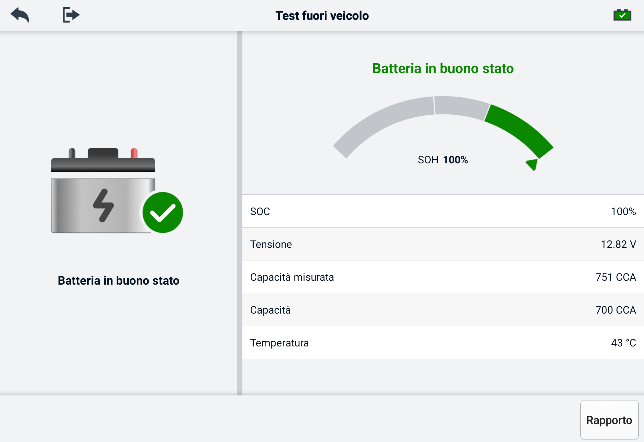 Test fuori veicolo
Batteria in buono stato
SOH 100%
SOC 100%
Tensione 12.82 V
Capacità misurata 751 CCA
Capacità 700 CCA
Temperatura 43 °C
Batteria in buono stato
Rapporto